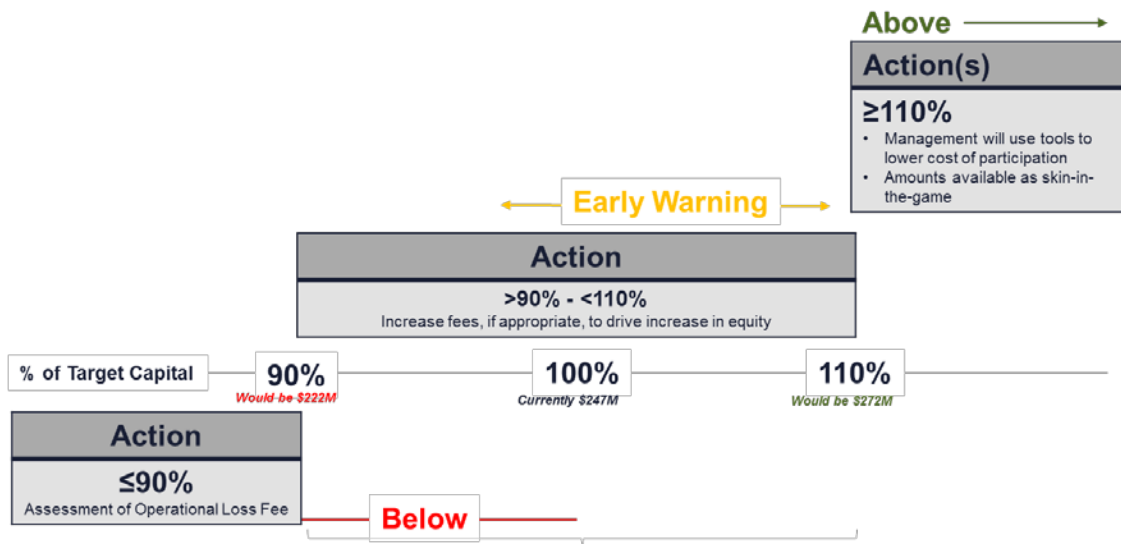 Above
Action(s)
≥110%
• Management will use tools to
lower cost of participation
• Amounts available as skin-in-
the-game
Early Warning
Action
>90% - <110%
Increase fees, if appropriate, to drive increase in equity
% of Target Capital
90%
Would be $222M
100%
Currently $247M
110%
Would be $272M
Action
≤90%
Assessment of Operational Loss Fee
Below